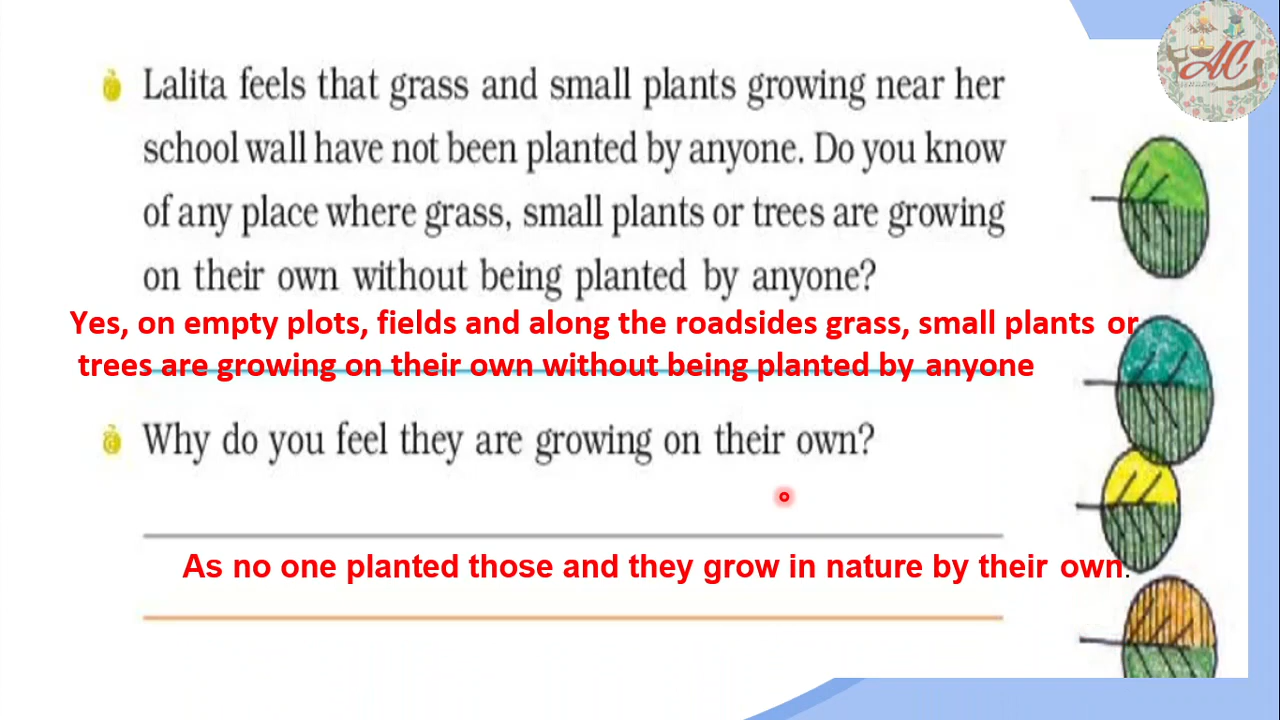 Lalita feels that grass and small plants growing near her
school wall have not been planted by anyone. Do you know
of any place where grass, small plants or trees are growing
on their own without being planted by anyone?
Yes, on empty plots, fields and along the roadsides grass, small plants or
trees are growing on their own without being planted by anyone
Why do you feel they are growing on their own?
As no one planted those and they grow in nature by their own.
AC